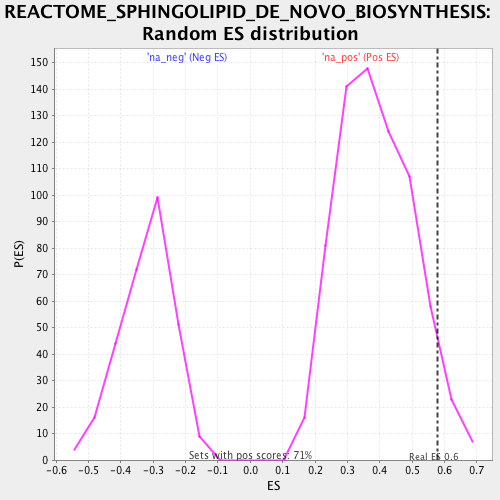 REACTOME_SPHINGOLIPID_DE_NOVO_BIOSYNTHESIS:
Random ES distribution
'na_neg' (Neg ES) 'na_pos' (Pos ES)
150
140
130
120
110
100
90
80
70
60
50
40
30
20
10
0
P(ES)
Sets with pos scores: 71%
Real ES 0.6
-0.6 -0.5 -0.4 -0.3 -0.2 -0.1 0.0 0.1 0.2 0.3 0.4 0.5 0.6 0.7
ES